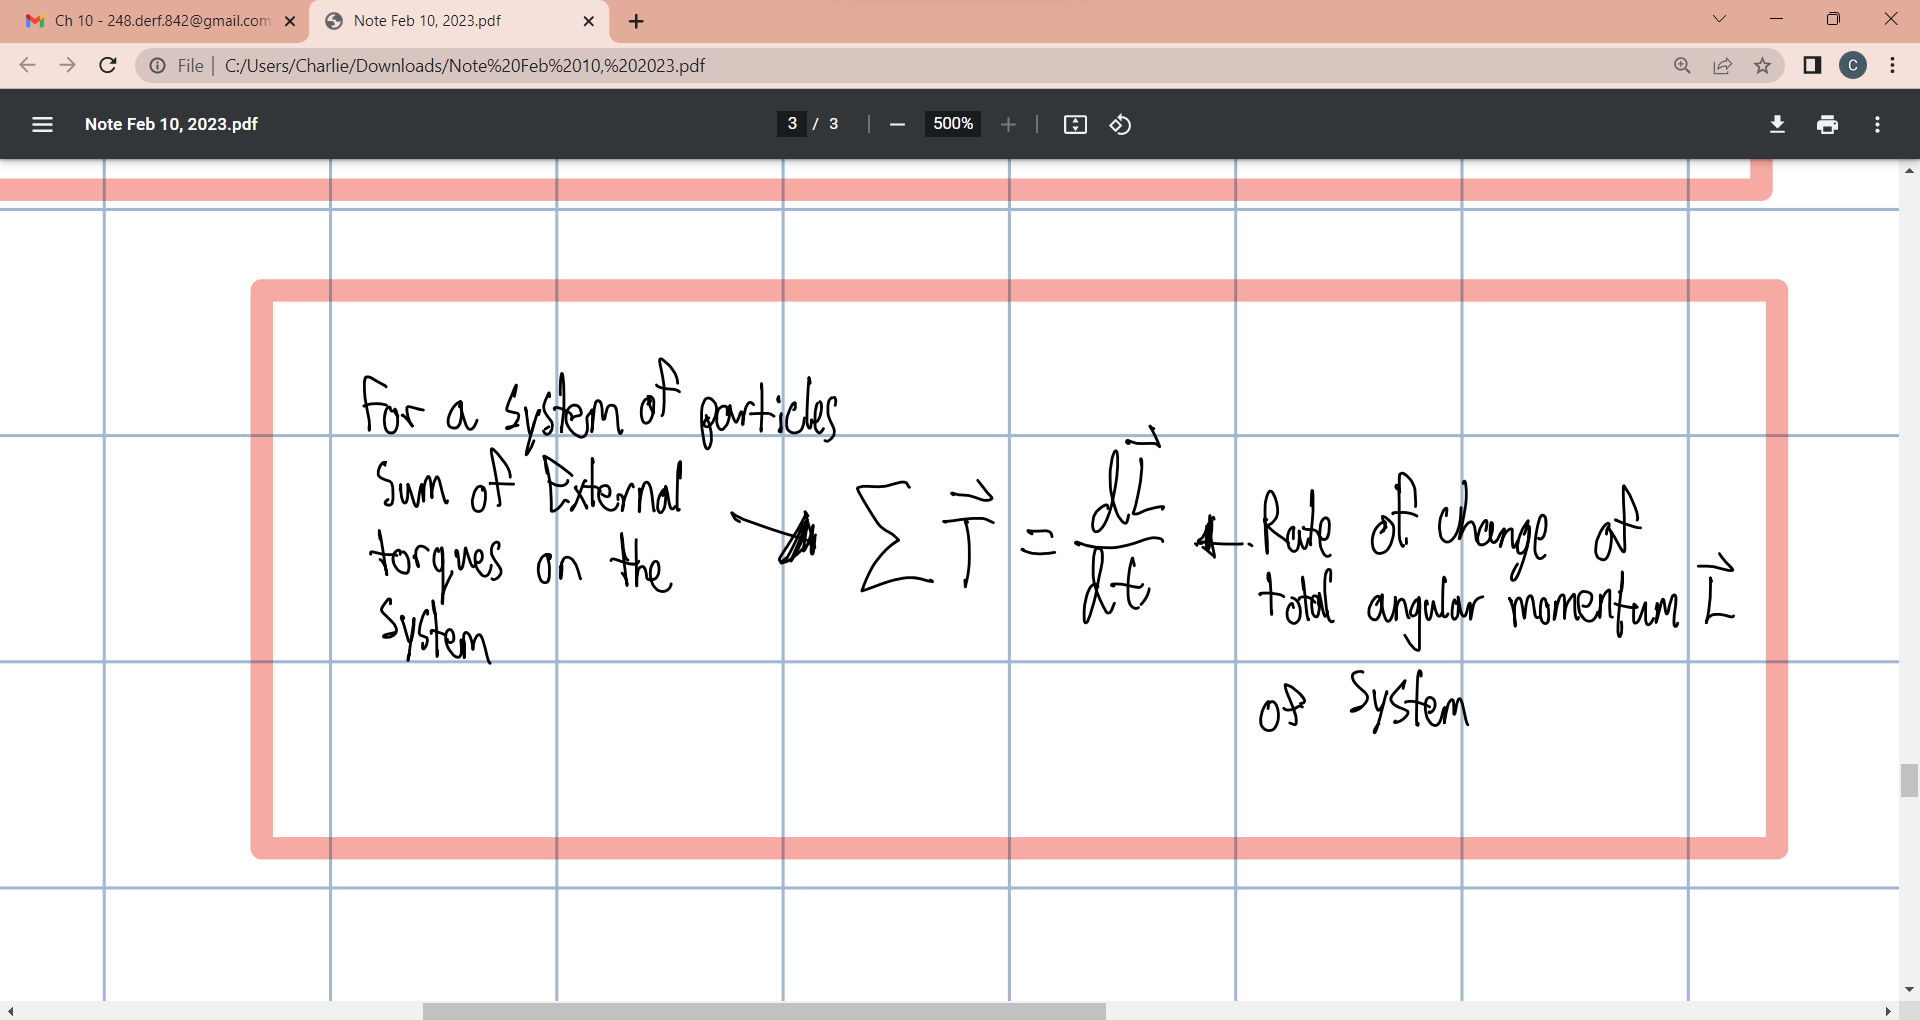 Ch 10 - 248.derf.842@gmail.com
Note Feb 10, 2023.pdf
File | C:/Users/Charlie/Downloads/Note%20Feb%2010,%202023.pdf
C
Note Feb 10, 2023.pdf
3 / 3
500%
For a system of particles
Sum of External
torques on the
System
∑ T⃗ = dL⃗/dt
Rate of change of
total angular momentum L⃗
of System